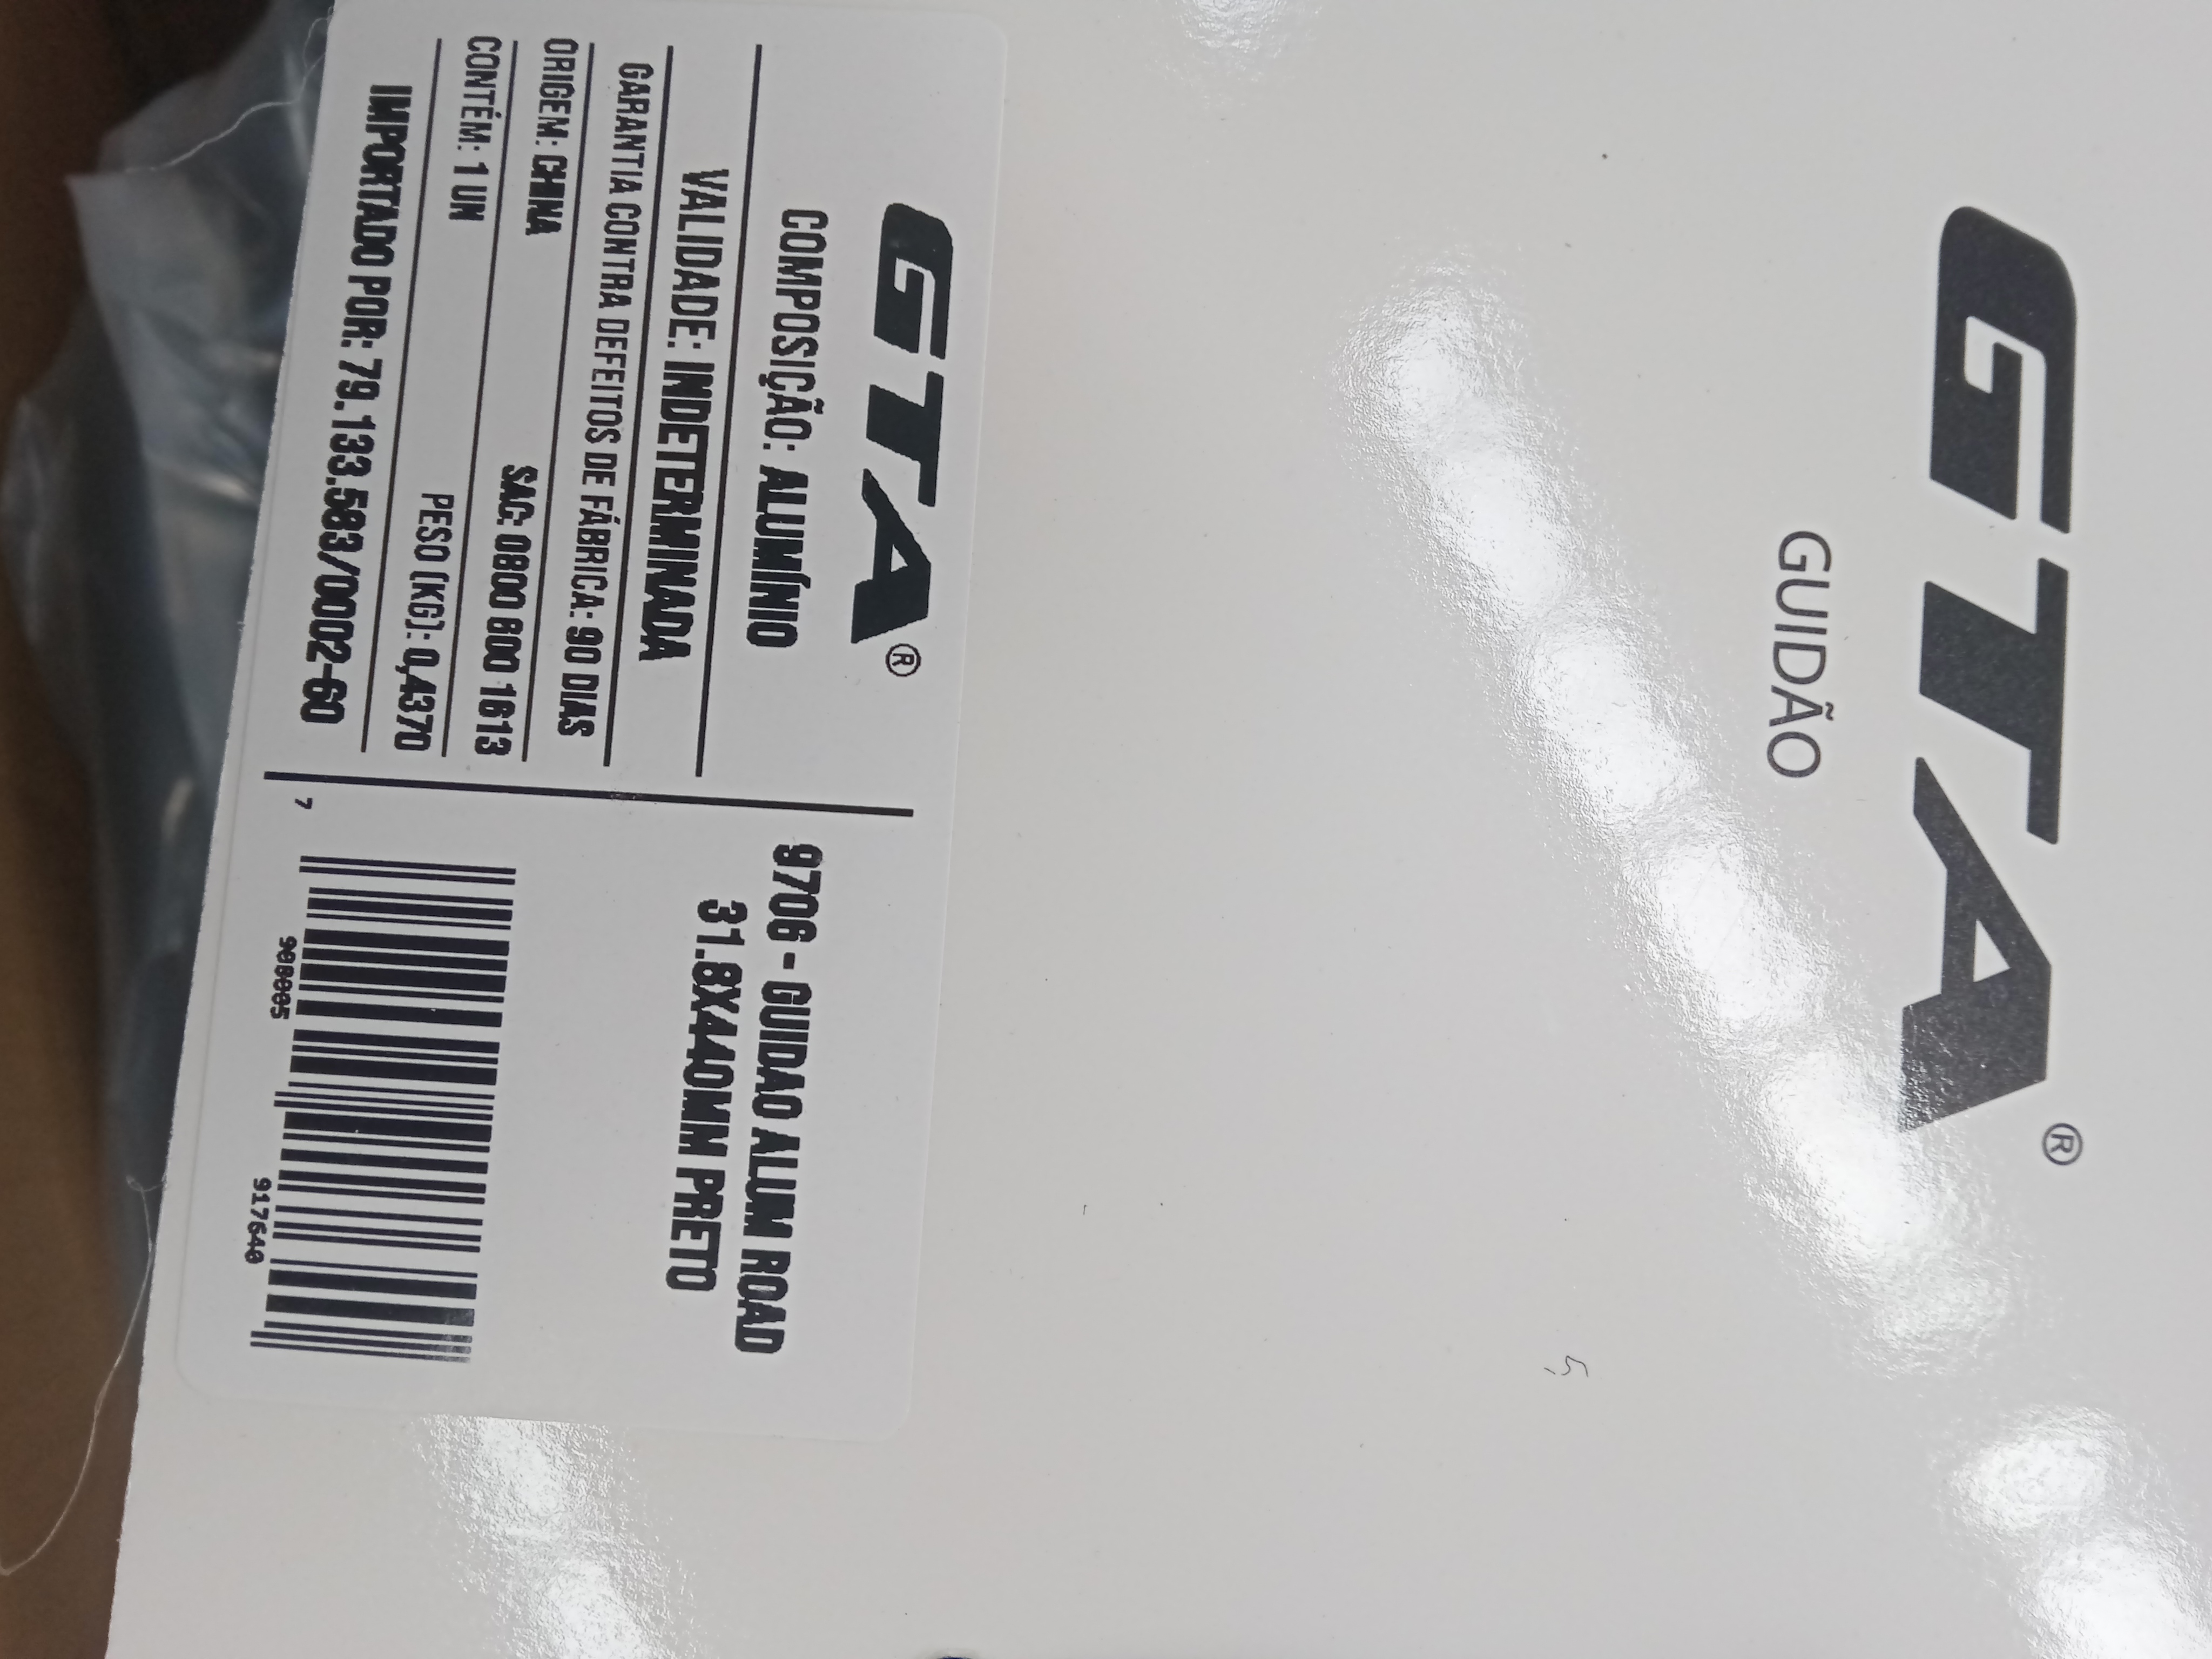 GTA®
GUIDÃO
GTA®
COMPOSIÇÃO: ALUMÍNIO
VALIDADE: INDETERMINADA
GARANTIA CONTRA DEFEITOS DE FÁBRICA: 90 DIAS
ORIGEM: CHINA SAC: 0800 800 1613
CONTÉM: 1 UN PESO (KG): 0,4370
IMPORTADO POR: 79.133.583/0002-60
9706 - GUIDAO ALUM ROAD
31.8X440MM PRETO
7 917640